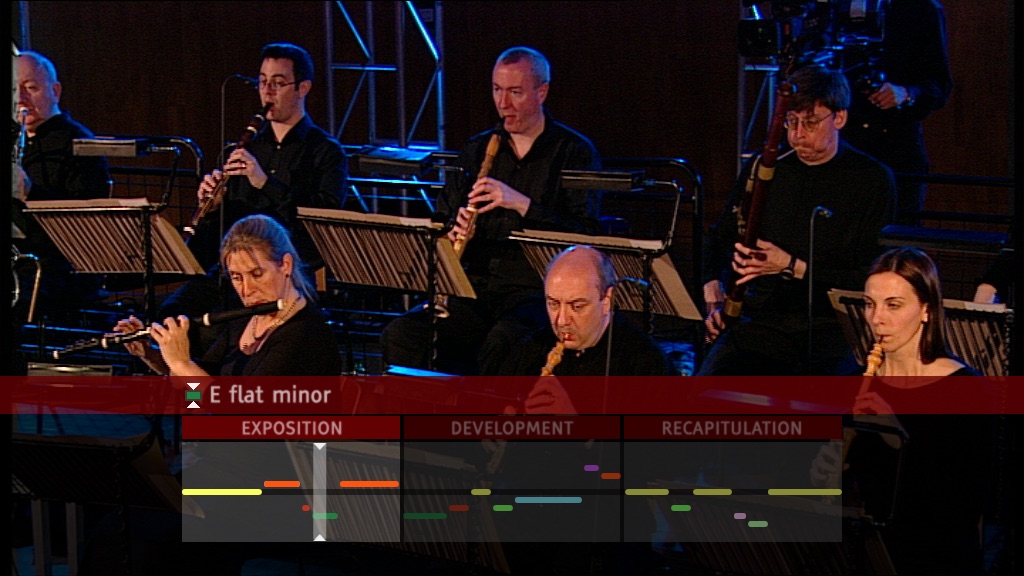 E flat minor
EXPOSITION
DEVELOPMENT
RECAPITULATION